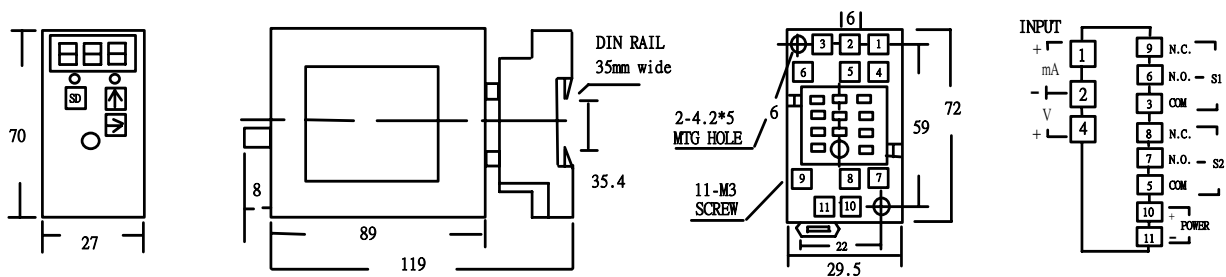 70
SD
27
8
89
119
DIN RAIL
35mm wide
35.4
6
3 2 1
6 5 4
6
2-4.2*5
MTG HOLE
59
72
11-M3
SCREW
9 8 7
11 10
22
29.5
INPUT
+
mA
-
V
+
1
2
4
9 N.C.
6 N.O. S1
3 COM
8 N.C.
7 N.O. S2
5 COM
10 +
POWER
11 -